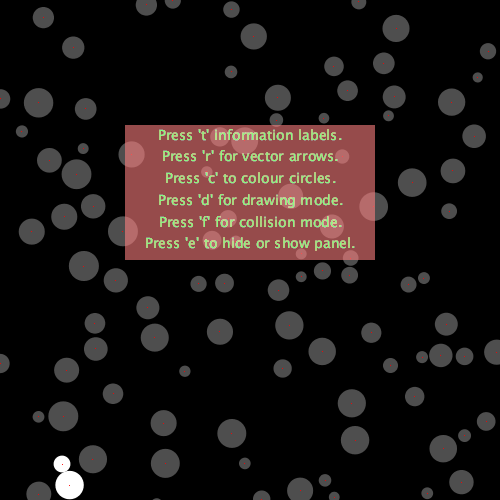 Press 't' Information labels.
Press 'r' for vector arrows.
Press 'c' to colour circles.
Press 'd' for drawing mode.
Press 'f' for collision mode.
Press 'e' to hide or show panel.